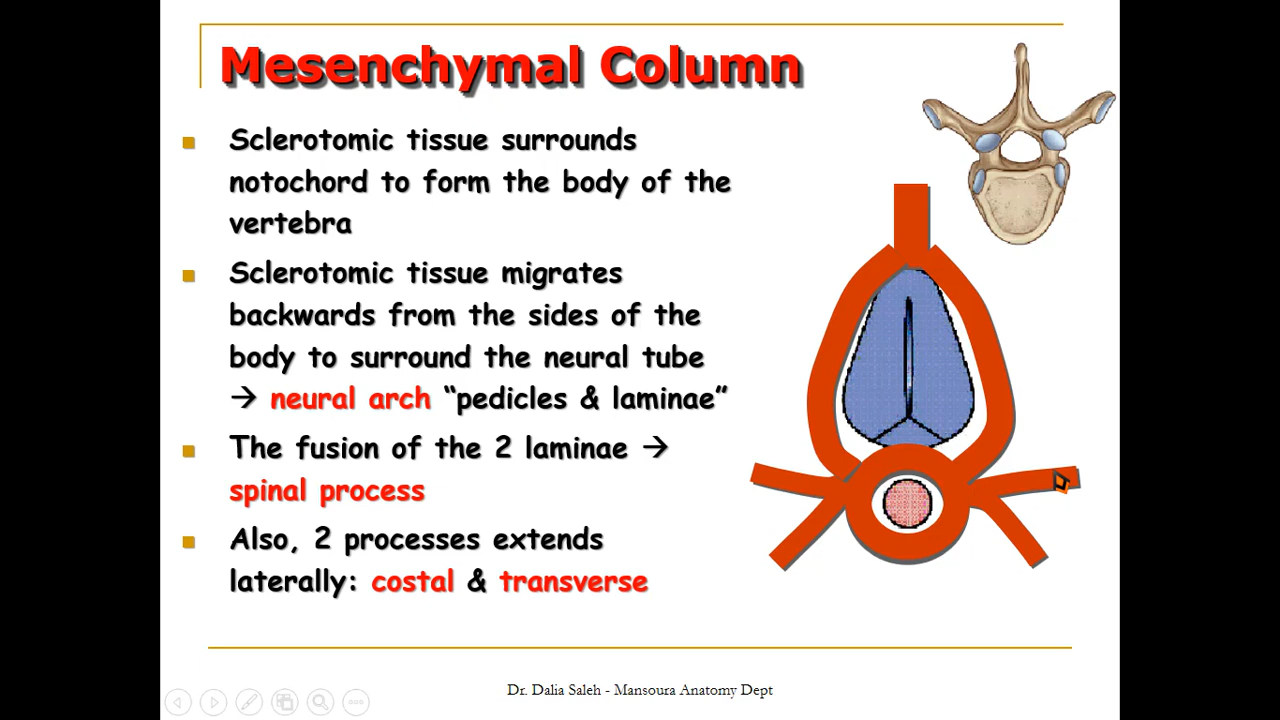 Mesenchymal Column
Sclerotomic tissue surrounds
notochord to form the body of the
vertebra
Sclerotomic tissue migrates
backwards from the sides of the
body to surround the neural tube
→ neural arch “pedicles & laminae”
The fusion of the 2 laminae →
spinal process
Also, 2 processes extends
laterally: costal & transverse
Dr. Dalia Saleh - Mansoura Anatomy Dept